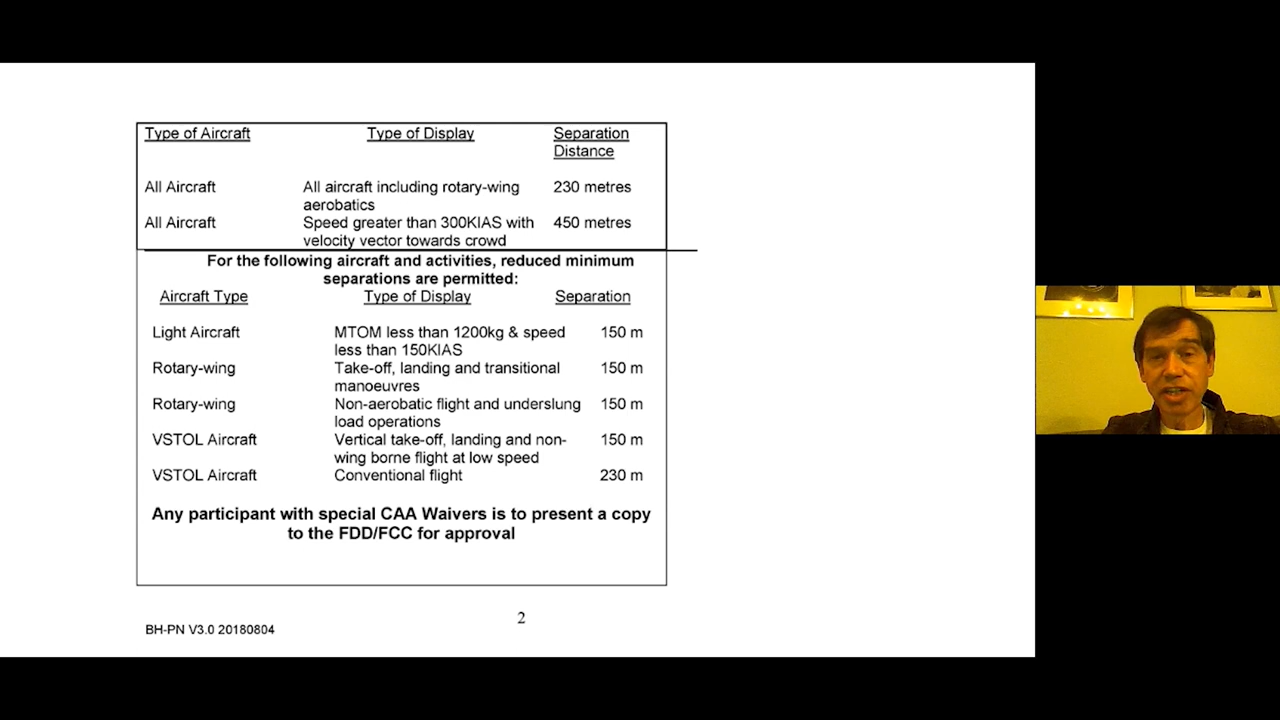 Type of Aircraft Type of Display Separation
Distance
All Aircraft All aircraft including rotary-wing 230 metres
aerobatics
All Aircraft Speed greater than 300KIAS with 450 metres
velocity vector towards crowd
For the following aircraft and activities, reduced minimum
separations are permitted:
Aircraft Type Type of Display Separation
Light Aircraft MTOM less than 1200kg & speed 150 m
less than 150KIAS
Rotary-wing Take-off, landing and transitional 150 m
manoeuvres
Rotary-wing Non-aerobatic flight and underslung 150 m
load operations
VSTOL Aircraft Vertical take-off, landing and non- 150 m
wing borne flight at low speed
VSTOL Aircraft Conventional flight 230 m
Any participant with special CAA Waivers is to present a copy
to the FDD/FCC for approval
2
BH-PN V3.0 20180804